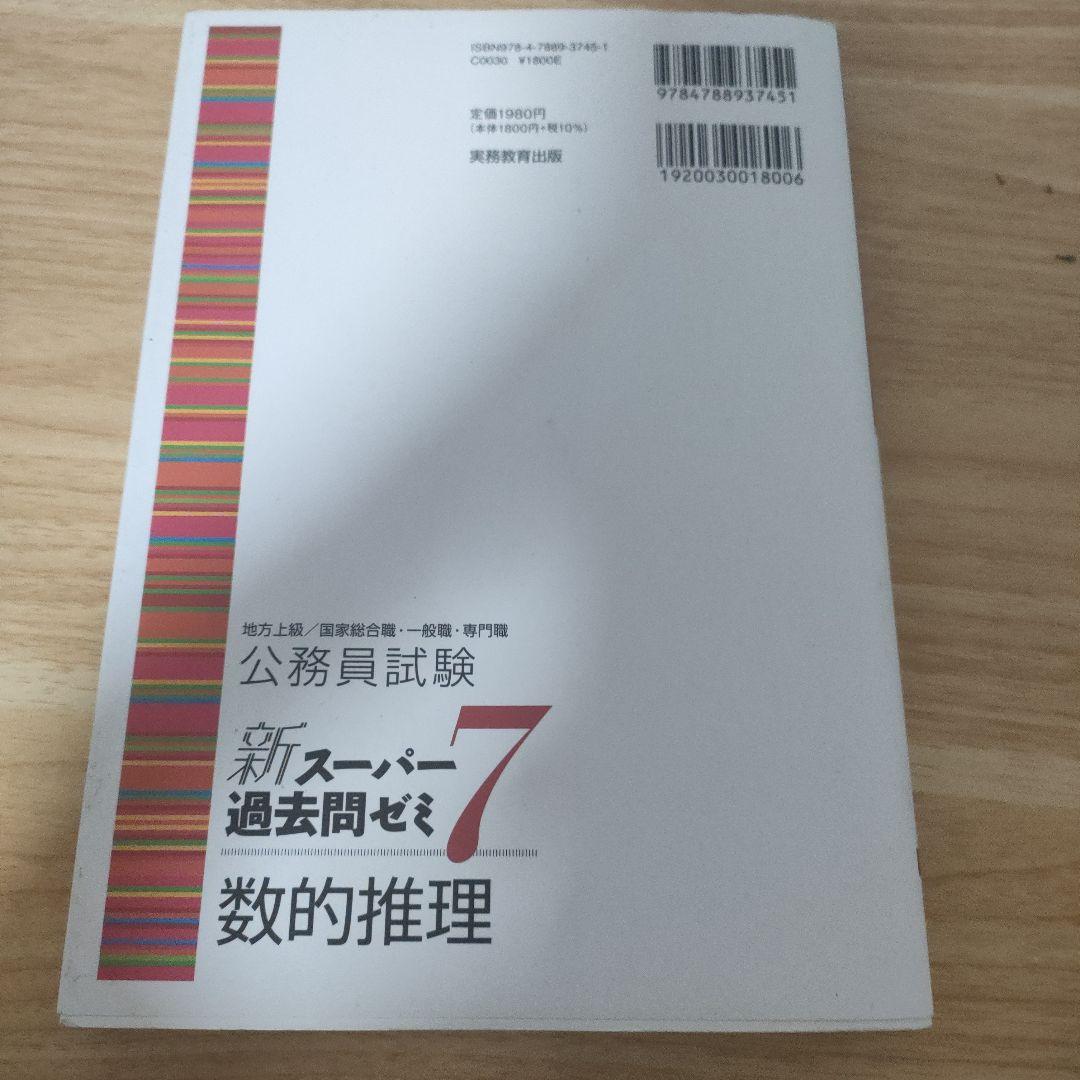 ISBN978-4-7889-3745-1
C0030 ¥1800E
定価1980円
(本体1800円+税10%)
実務教育出版
9784788937451
1920030018006
地方上級/国家総合職・一般職・専門職
公務員試験
新スーパー
過去問ゼミ7
数的推理